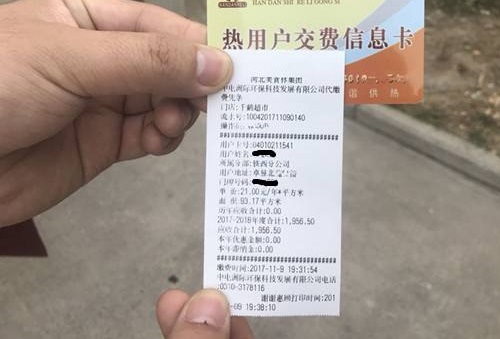 HAN DAN SHI RE LI GONG SI
热用户交费信息卡
谐供热
河北美食林集团
中电洲际环保科技发展有限公司代缴
费凭条
门店:千鹤超市
流水号:1004201711090140
用户卡号:04010211541
用户姓名:
所属分部:铁西分公司
用户地址:卓昱北
门牌号码:
单 价:21.00元/年*平方米
面 积:93.17平方米
历年应收合计:0.00
2017-2018年度合计:1,956.50
应收合计:1,956.50
本年优惠金额:0.00
本年滞纳金:0.00
缴费时间:2017-11-9 19:31:54
中电洲际环保科技发展有限公司电话
:0310-3178116
谢谢惠顾打印时间:201
-09 19:38:10